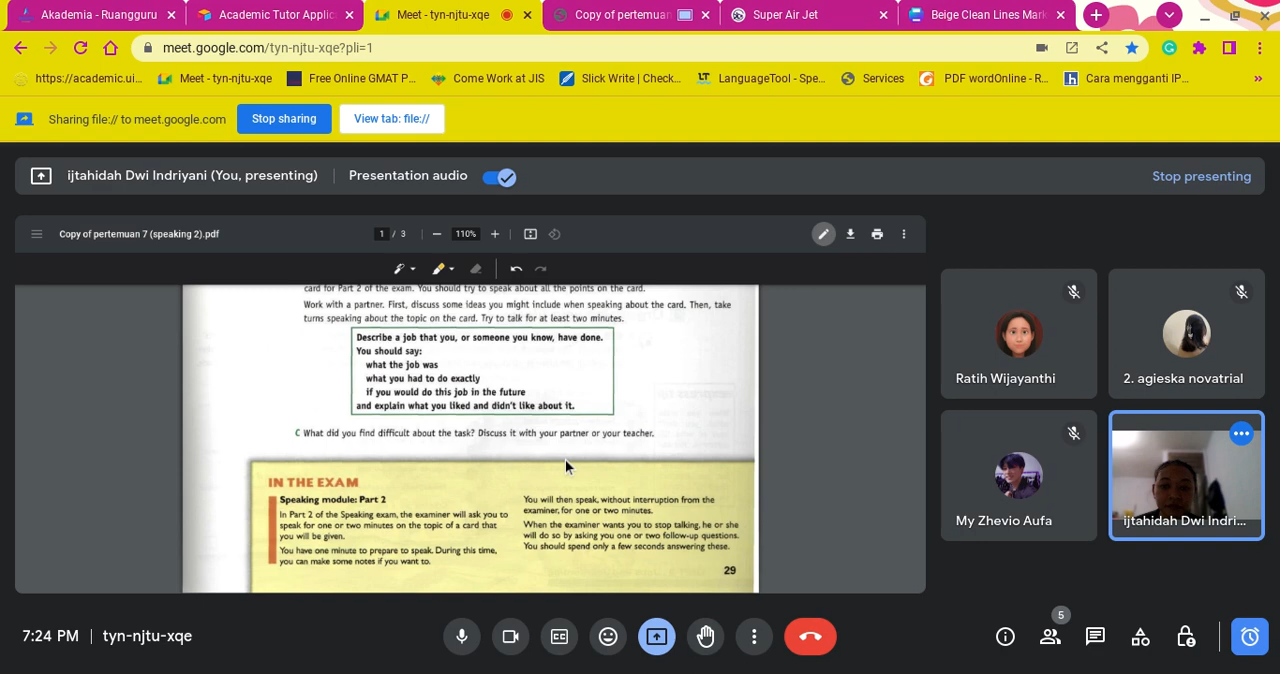 Akademia - Ruangguru
Academic Tutor Applic
Meet - tyn-njtu-xqe
Copy of pertemuan
Super Air Jet
Beige Clean Lines Mark
meet.google.com/tyn-njtu-xqe?pli=1
https://academic.ui...
Meet - tyn-njtu-xqe
Free Online GMAT P...
Come Work at JIS
Slick Write | Check...
LanguageTool - Spe...
Services
PDF wordOnline - R...
Cara mengganti IP...
Sharing file:// to meet.google.com
Stop sharing
View tab: file://
ijtahidah Dwi Indriyani (You, presenting)
Presentation audio
Stop presenting
Copy of pertemuan 7 (speaking 2).pdf
1 / 3
110%
card for Part 2 of the exam. You should try to speak about all the points on the card.
Work with a partner. First, discuss some ideas you might include when speaking about the card. Then, take
turns speaking about the topic on the card. Try to talk for at least two minutes.
Describe a job that you, or someone you know, have done.
You should say:
what the job was
what you had to do exactly
if you would do this job in the future
and explain what you liked and didn't like about it.
C What did you find difficult about the task? Discuss it with your partner or your teacher.
IN THE EXAM
Speaking module: Part 2
In Part 2 of the Speaking exam, the examiner will ask you to
speak for one or two minutes on the topic of a card that
you will be given.
You have one minute to prepare to speak. During this time,
you can make some notes if you want to.
You will then speak, without interruption from the
examiner, for one or two minutes.
When the examiner wants you to stop talking, he or she
will do so by asking you one or two follow-up questions.
You should spend only a few seconds answering these.
29
Ratih Wijayanthi
2. agieska novatrial
My Zhevio Aufa
ijtahidah Dwi Indri...
7:24 PM | tyn-njtu-xqe
5